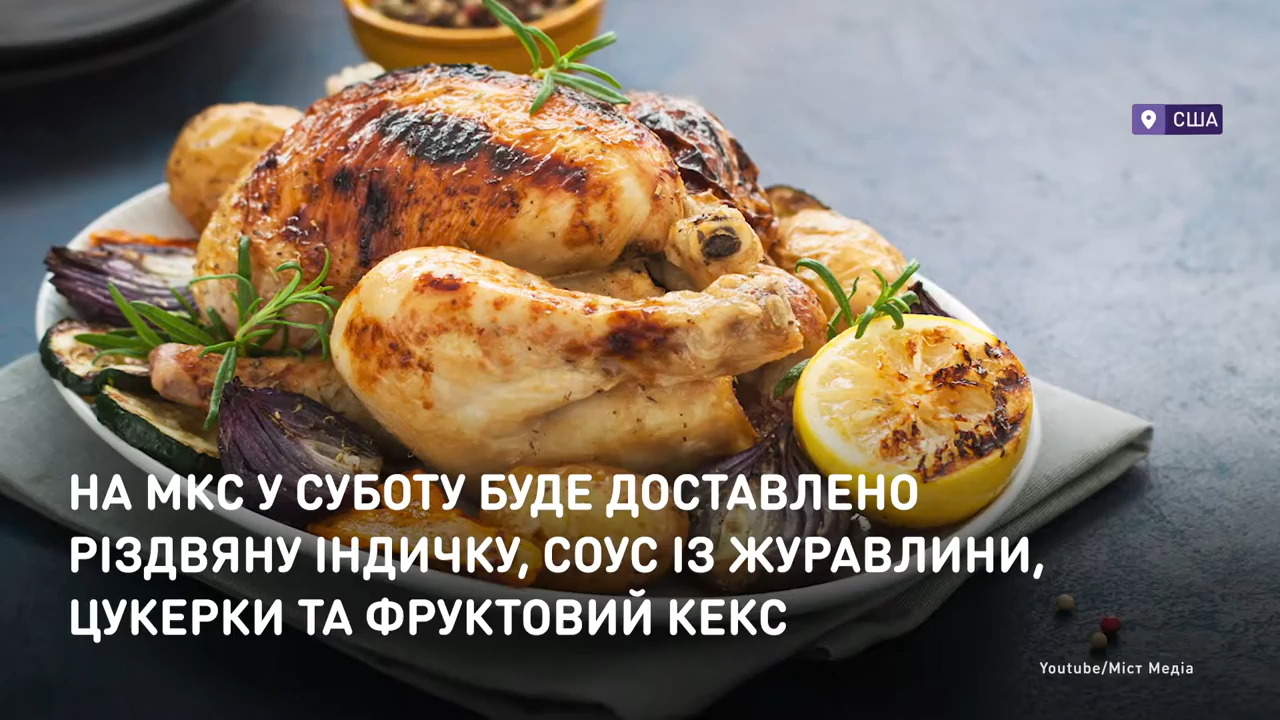 США
НА МКС У СУБОТУ БУДЕ ДОСТАВЛЕНО
РІЗДВЯНУ ІНДИЧКУ, СОУС ІЗ ЖУРАВЛИНИ,
ЦУКЕРКИ ТА ФРУКТОВИЙ КЕКС
Youtube/Міст Медіа